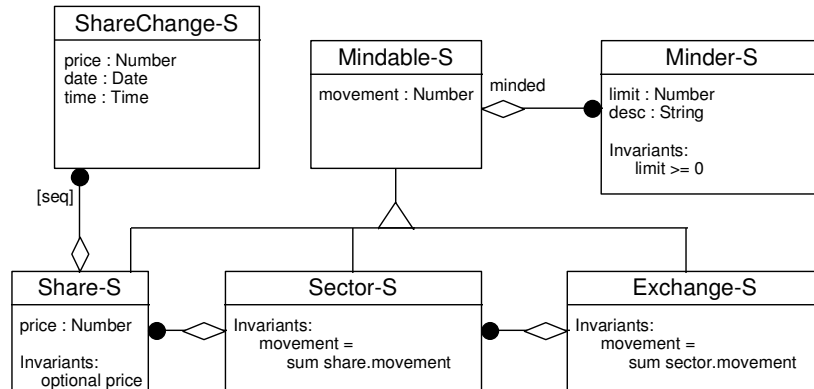 ShareChange-S
price : Number
date : Date
time : Time
Mindable-S
movement : Number
minded
Minder-S
limit : Number
desc : String
Invariants:
limit >= 0
[seq]
Share-S
price : Number
Invariants:
optional price
Sector-S
Invariants:
movement =
sum share.movement
Exchange-S
Invariants:
movement =
sum sector.movement